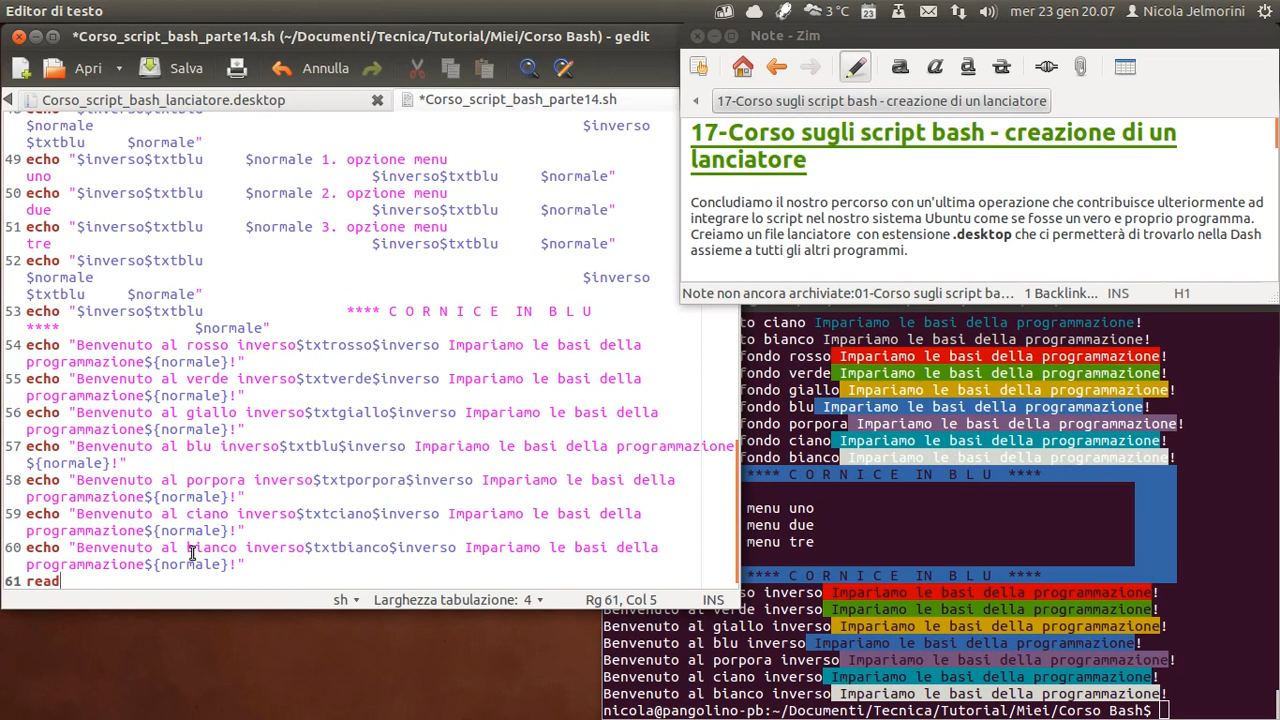 Editor di testo
3 °C
mer 23 gen 20.07
Nicola Jelmorini
*Corso_script_bash_parte14.sh (~/Documenti/Tecnica/Tutorial/Miei/Corso Bash) - gedit
Apri
Salva
Annulla
Corso_script_bash_lanciatore.desktop
*Corso_script_bash_parte14.sh
$normale $inverso
$txtblu $normale"
49 echo "$inverso$txtblu $normale 1. opzione menu
uno $inverso$txtblu $normale"
50 echo "$inverso$txtblu $normale 2. opzione menu
due $inverso$txtblu $normale"
51 echo "$inverso$txtblu $normale 3. opzione menu
tre $inverso$txtblu $normale"
52 echo "$inverso$txtblu
$normale $inverso
$txtblu $normale"
53 echo "$inverso$txtblu **** C O R N I C E IN B L U
**** $normale"
54 echo "Benvenuto al rosso inverso$txtrosso$inverso Impariamo le basi della
programmazione${normale}!"
55 echo "Benvenuto al verde inverso$txtverde$inverso Impariamo le basi della
programmazione${normale}!"
56 echo "Benvenuto al giallo inverso$txtgiallo$inverso Impariamo le basi della
programmazione${normale}!"
57 echo "Benvenuto al blu inverso$txtblu$inverso Impariamo le basi della programmazione
${normale}!"
58 echo "Benvenuto al porpora inverso$txtporpora$inverso Impariamo le basi della
programmazione${normale}!"
59 echo "Benvenuto al ciano inverso$txtciano$inverso Impariamo le basi della
programmazione${normale}!"
60 echo "Benvenuto al bianco inverso$txtbianco$inverso Impariamo le basi della
programmazione${normale}!"
61 read
sh
Larghezza tabulazione: 4
Rg 61, Col 5
INS
Note - Zim
17-Corso sugli script bash - creazione di un lanciatore
17-Corso sugli script bash - creazione di un
lanciatore
Concludiamo il nostro percorso con un'ultima operazione che contribuisce ulteriormente ad
integrare lo script nel nostro sistema Ubuntu come se fosse un vero e proprio programma.
Creiamo un file lanciatore con estensione .desktop che ci permetterà di trovarlo nella Dash
assieme a tutti gli altri programmi.
Note non ancora archiviate:01-Corso sugli script ba...
1 Backlink...
INS
H1
to ciano Impariamo le basi della programmazione!
to bianco Impariamo le basi della programmazione!
fondo rosso Impariamo le basi della programmazione!
fondo verde Impariamo le basi della programmazione!
fondo giallo Impariamo le basi della programmazione!
fondo blu Impariamo le basi della programmazione!
fondo porpora Impariamo le basi della programmazione!
fondo ciano Impariamo le basi della programmazione!
fondo bianco Impariamo le basi della programmazione!
**** C O R N I C E IN B L U ****
menu uno
menu due
menu tre
**** C O R N I C E IN B L U ****
so inverso Impariamo le basi della programmazione!
Benvenuto al verde inverso Impariamo le basi della programmazione!
Benvenuto al giallo inverso Impariamo le basi della programmazione!
Benvenuto al blu inverso Impariamo le basi della programmazione!
Benvenuto al porpora inverso Impariamo le basi della programmazione!
Benvenuto al ciano inverso Impariamo le basi della programmazione!
Benvenuto al bianco inverso Impariamo le basi della programmazione!
nicola@pangolino-pb:~/Documenti/Tecnica/Tutorial/Miei/Corso Bash$